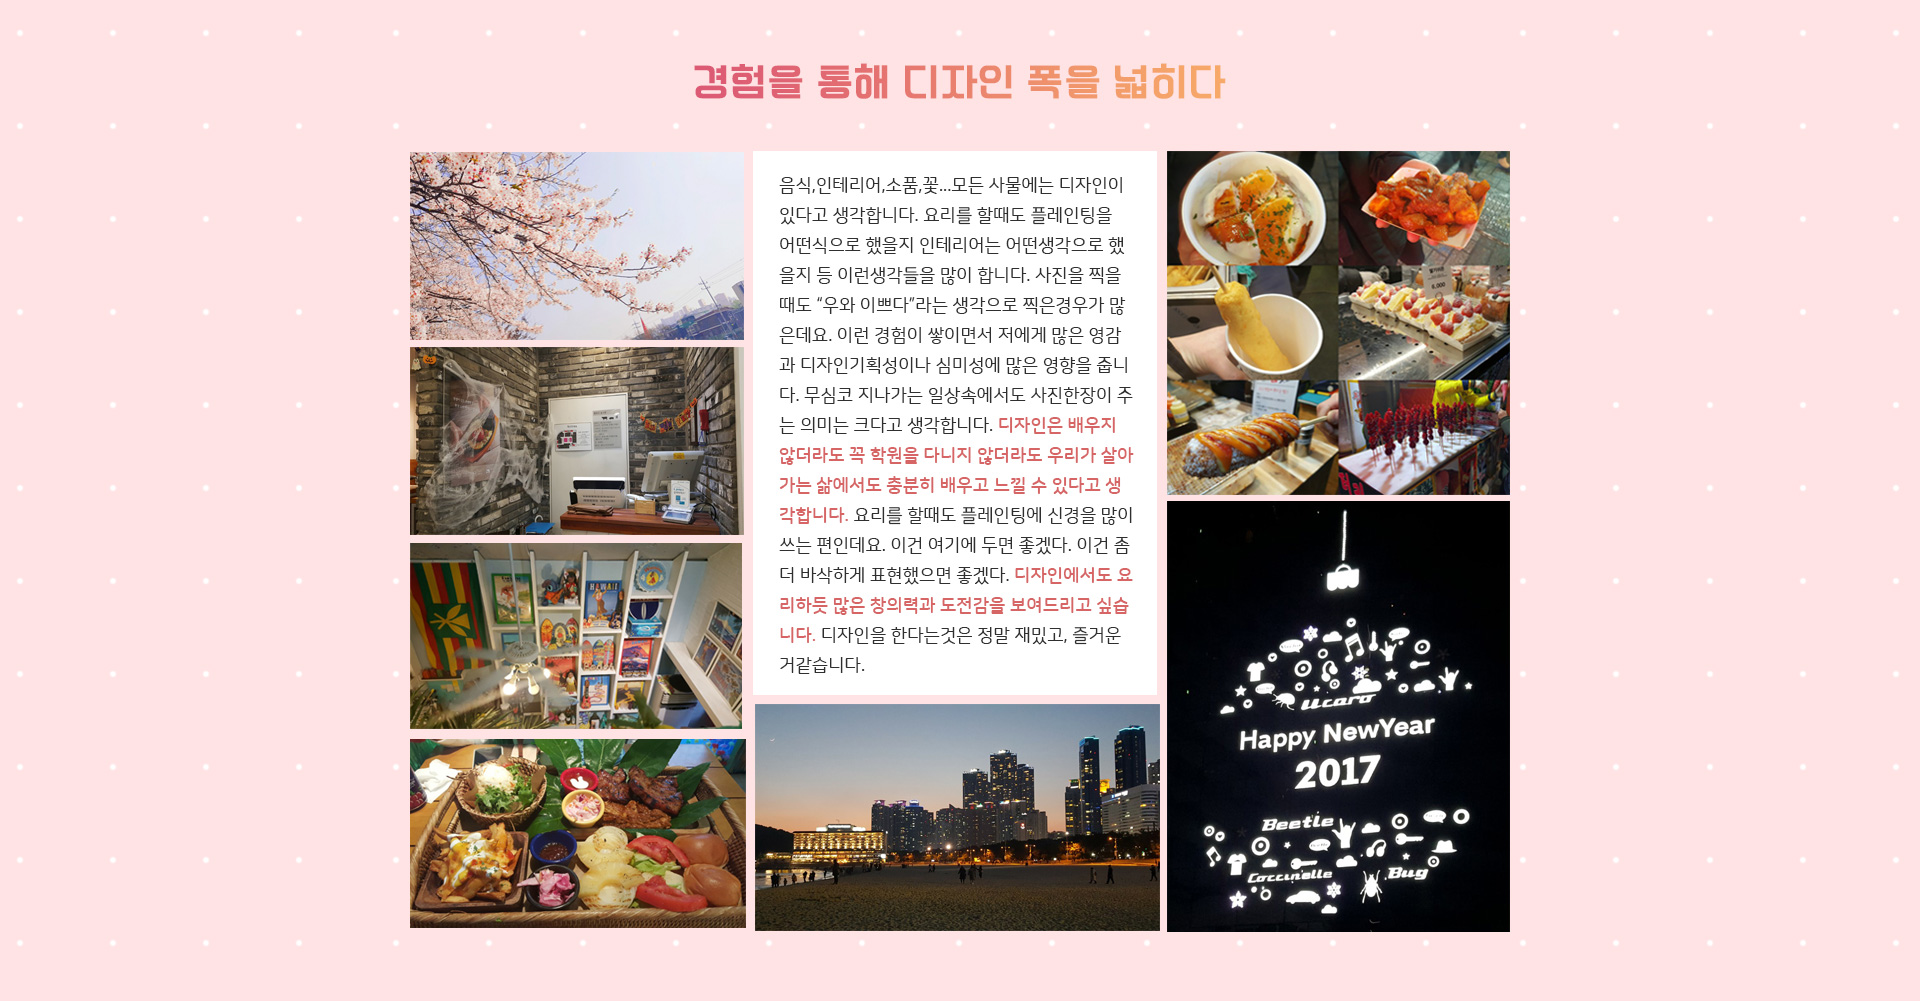 경험을 통해 디자인 폭을 넓히다
음식,인테리어,소품,꽃...모든 사물에는 디자인이
있다고 생각합니다. 요리를 할때도 플레인팅을
어떤식으로 했을지 인테리어는 어떤생각으로 했
을지 등 이런생각들을 많이 합니다. 사진을 찍을
때도 “우와 이쁘다”라는 생각으로 찍은경우가 많
은데요. 이런 경험이 쌓이면서 저에게 많은 영감
과 디자인기획성이나 심미성에 많은 영향을 줍니
다. 무심코 지나가는 일상속에서도 사진한장이 주
는 의미는 크다고 생각합니다. 디자인은 배우지
않더라도 꼭 학원을 다니지 않더라도 우리가 살아
가는 삶에서도 충분히 배우고 느낄 수 있다고 생
각합니다. 요리를 할때도 플레인팅에 신경을 많이
쓰는 편인데요. 이건 여기에 두면 좋겠다. 이건 좀
더 바삭하게 표현했으면 좋겠다. 디자인에서도 요
리하듯 많은 창의력과 도전감을 보여드리고 싶습
니다. 디자인을 한다는것은 정말 재밌고, 즐거운
거같습니다.
HAWAII
6,000
ucaro
Happy NewYear
2017
Beetle
Coccinelle
Bug